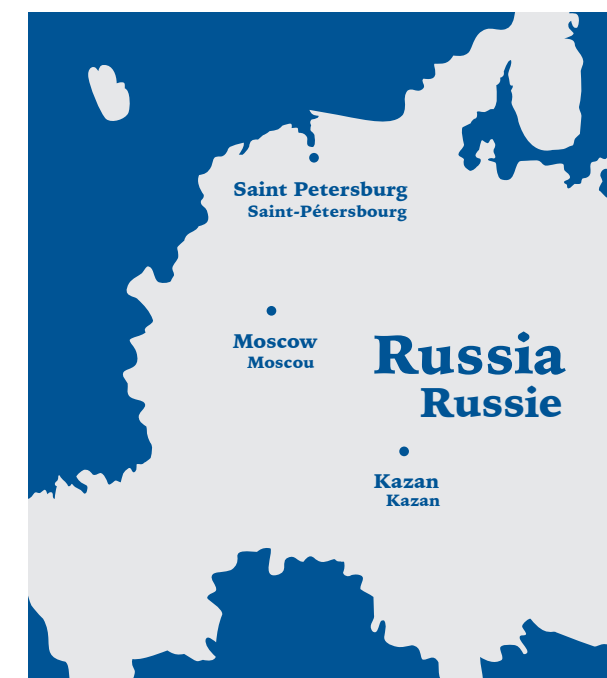 Saint Petersburg
Saint-Pétersbourg
Moscow
Moscou
Russia
Russie
Kazan
Kazan